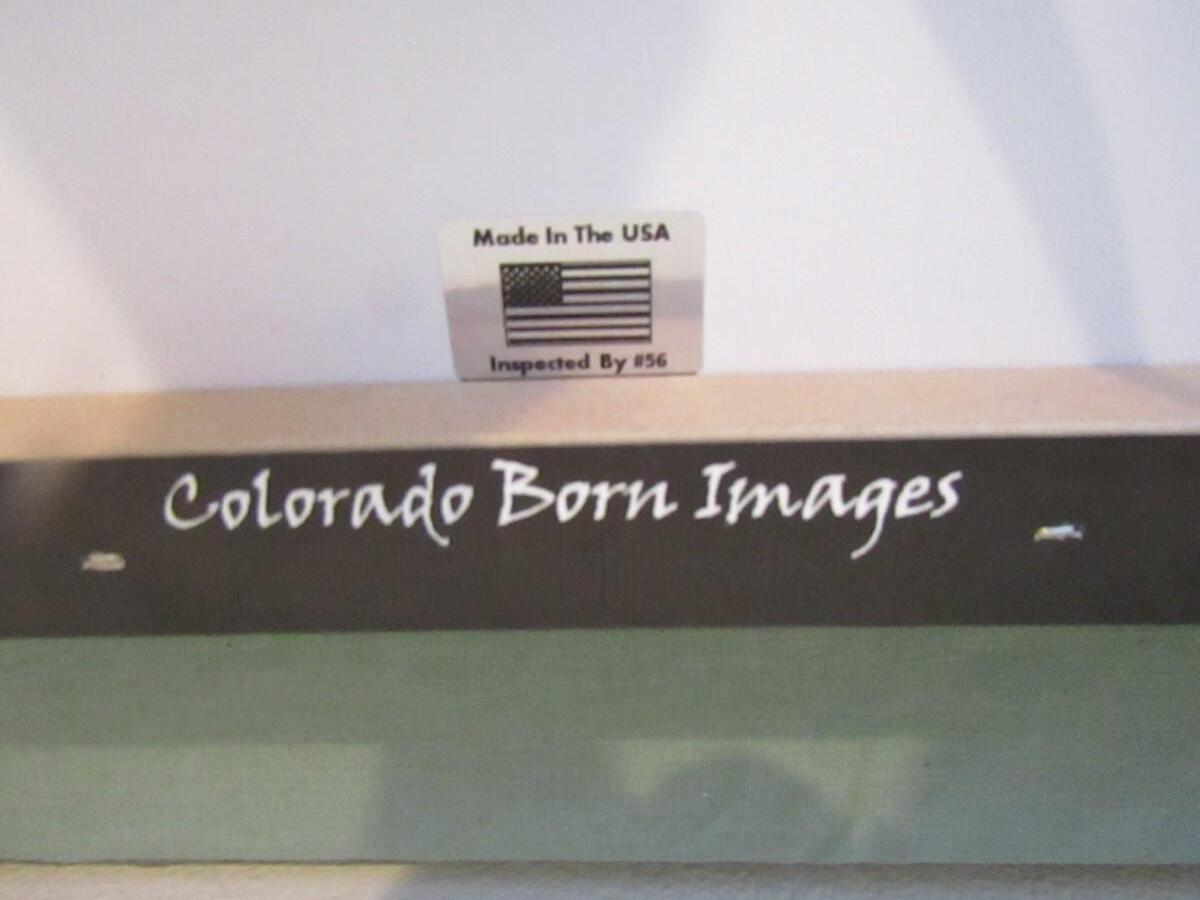 Made In The USA
Inspected By #56
Colorado Born Images